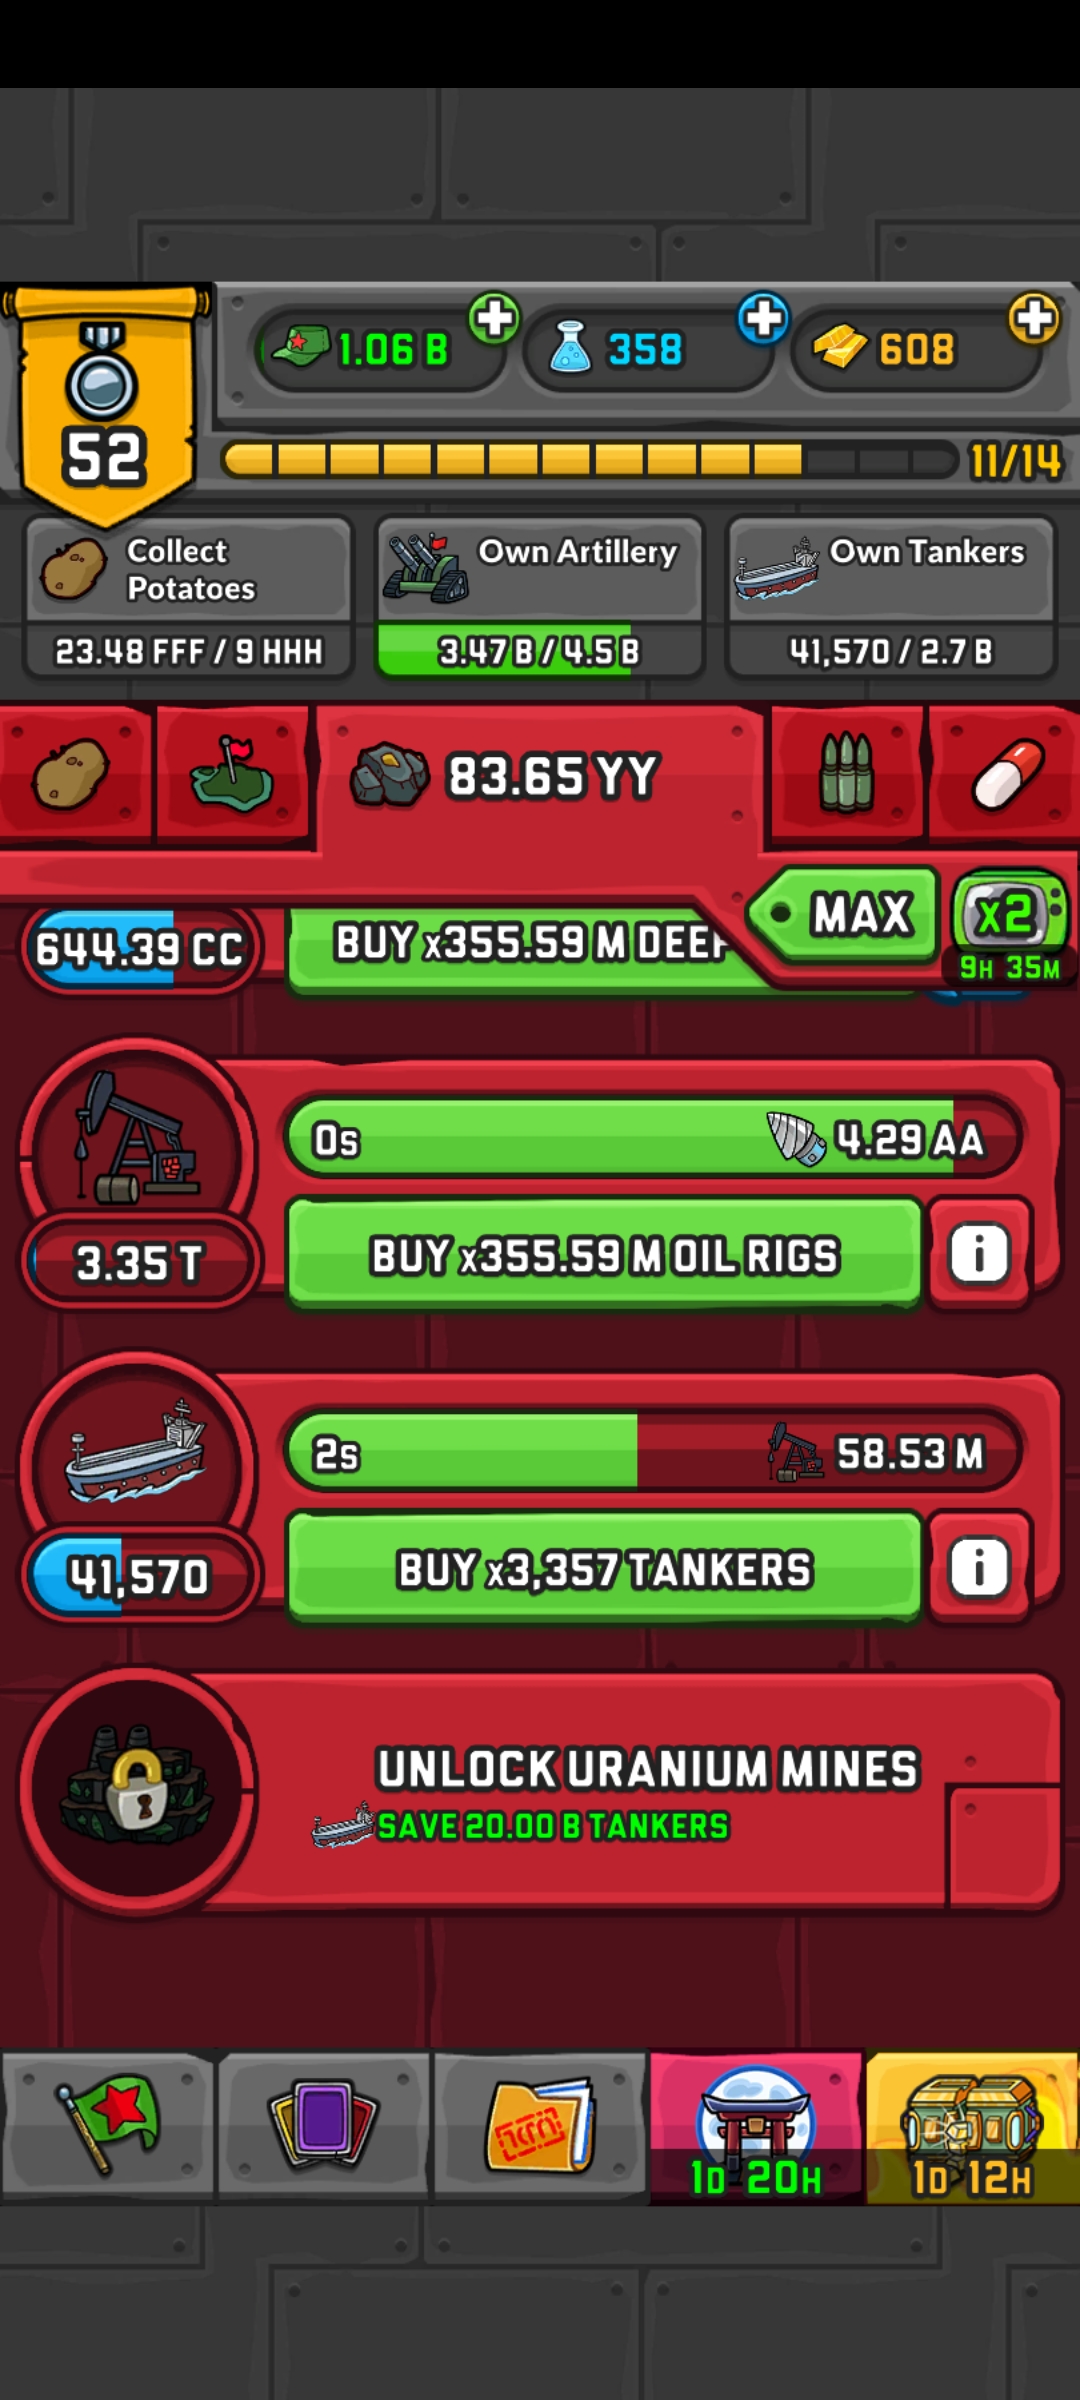 1.06 B
358
608
52
11/14
Collect
Potatoes
Own Artillery
Own Tankers
23.48 FFF / 9 HHH
3.47 B / 4.5 B
41,570 / 2.7 B
83.65 YY
MAX
x2
9H 35M
644.39 CC
BUY x355.59 M DEEP
0s
4.29 AA
3.35 T
BUY x355.59 M OIL RIGS
i
2s
58.53 M
41,570
BUY x3,357 TANKERS
i
UNLOCK URANIUM MINES
SAVE 20.00 B TANKERS
1D 20H
1D 12H